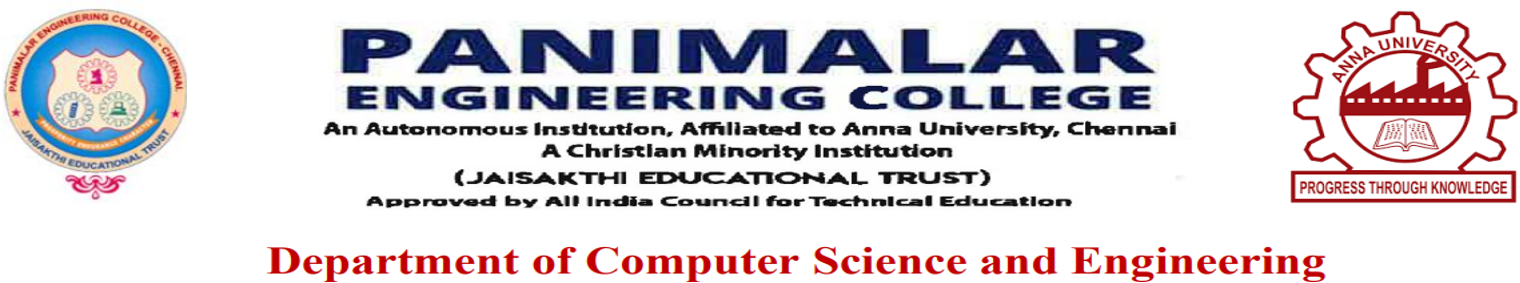 PANIMALAR ENGINEERING COLLEGE - CHENNAI
JAISAKTHI EDUCATIONAL TRUST
PANIMALAR
ENGINEERING COLLEGE
An Autonomous Institution, Affiliated to Anna University, Chennai
A Christian Minority Institution
(JAISAKTHI EDUCATIONAL TRUST)
Approved by All India Council for Technical Education
ANNA UNIVERSITY
PROGRESS THROUGH KNOWLEDGE
Department of Computer Science and Engineering